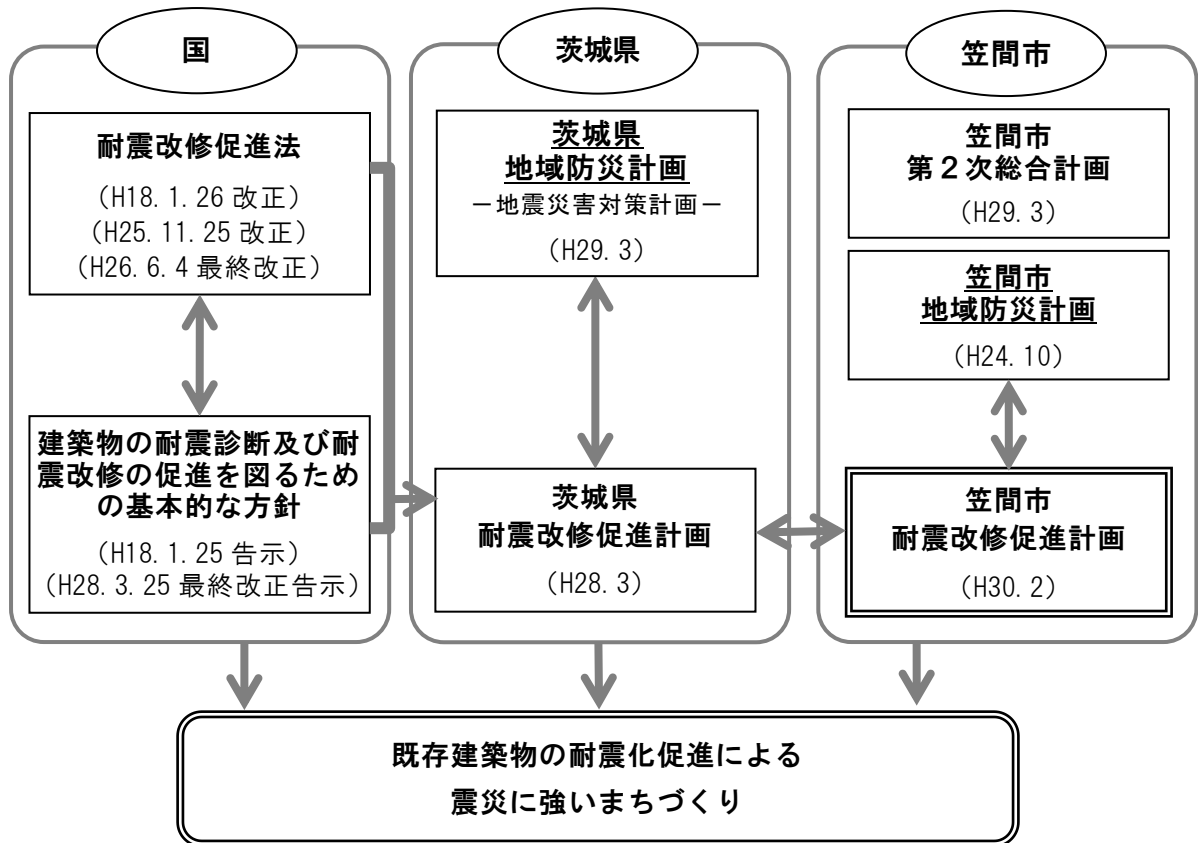 国
耐震改修促進法
（H18.1.26 改正）
（H25.11.25 改正）
（H26.6.4 最終改正）
建築物の耐震診断及び耐
震改修の促進を図るため
の基本的な方針
（H18.1.25 告示）
（H28.3.25 最終改正告示）
茨城県
茨城県
地域防災計画
－地震災害対策計画－
（H29.3）
茨城県
耐震改修促進計画
（H28.3）
笠間市
笠間市
第２次総合計画
（H29.3）
笠間市
地域防災計画
（H24.10）
笠間市
耐震改修促進計画
（H30.2）
既存建築物の耐震化促進による
震災に強いまちづくり